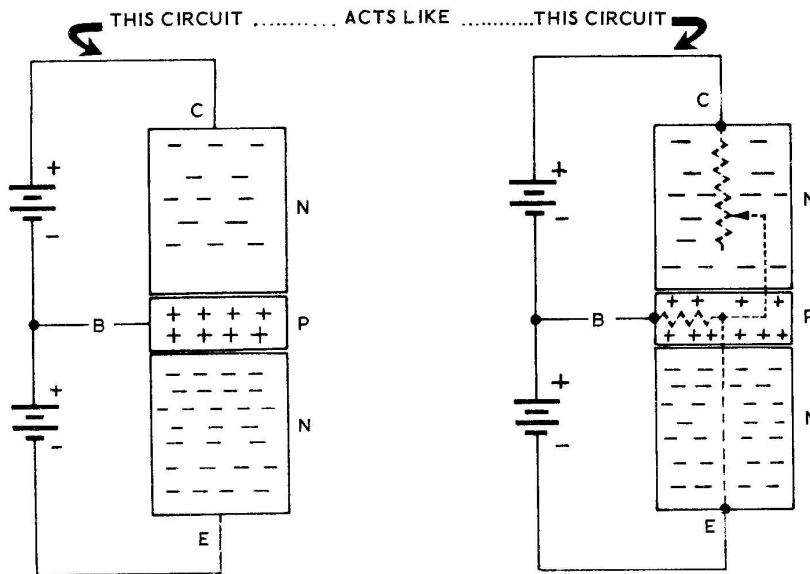 THIS CIRCUIT ............ ACTS LIKE ............ THIS CIRCUIT
C
C
+
+
N
N
-
-
+ + + +
+ + + +
+ + + +
+ + + + +
B
P
B
P
+
+
N
N
-
-
E
E